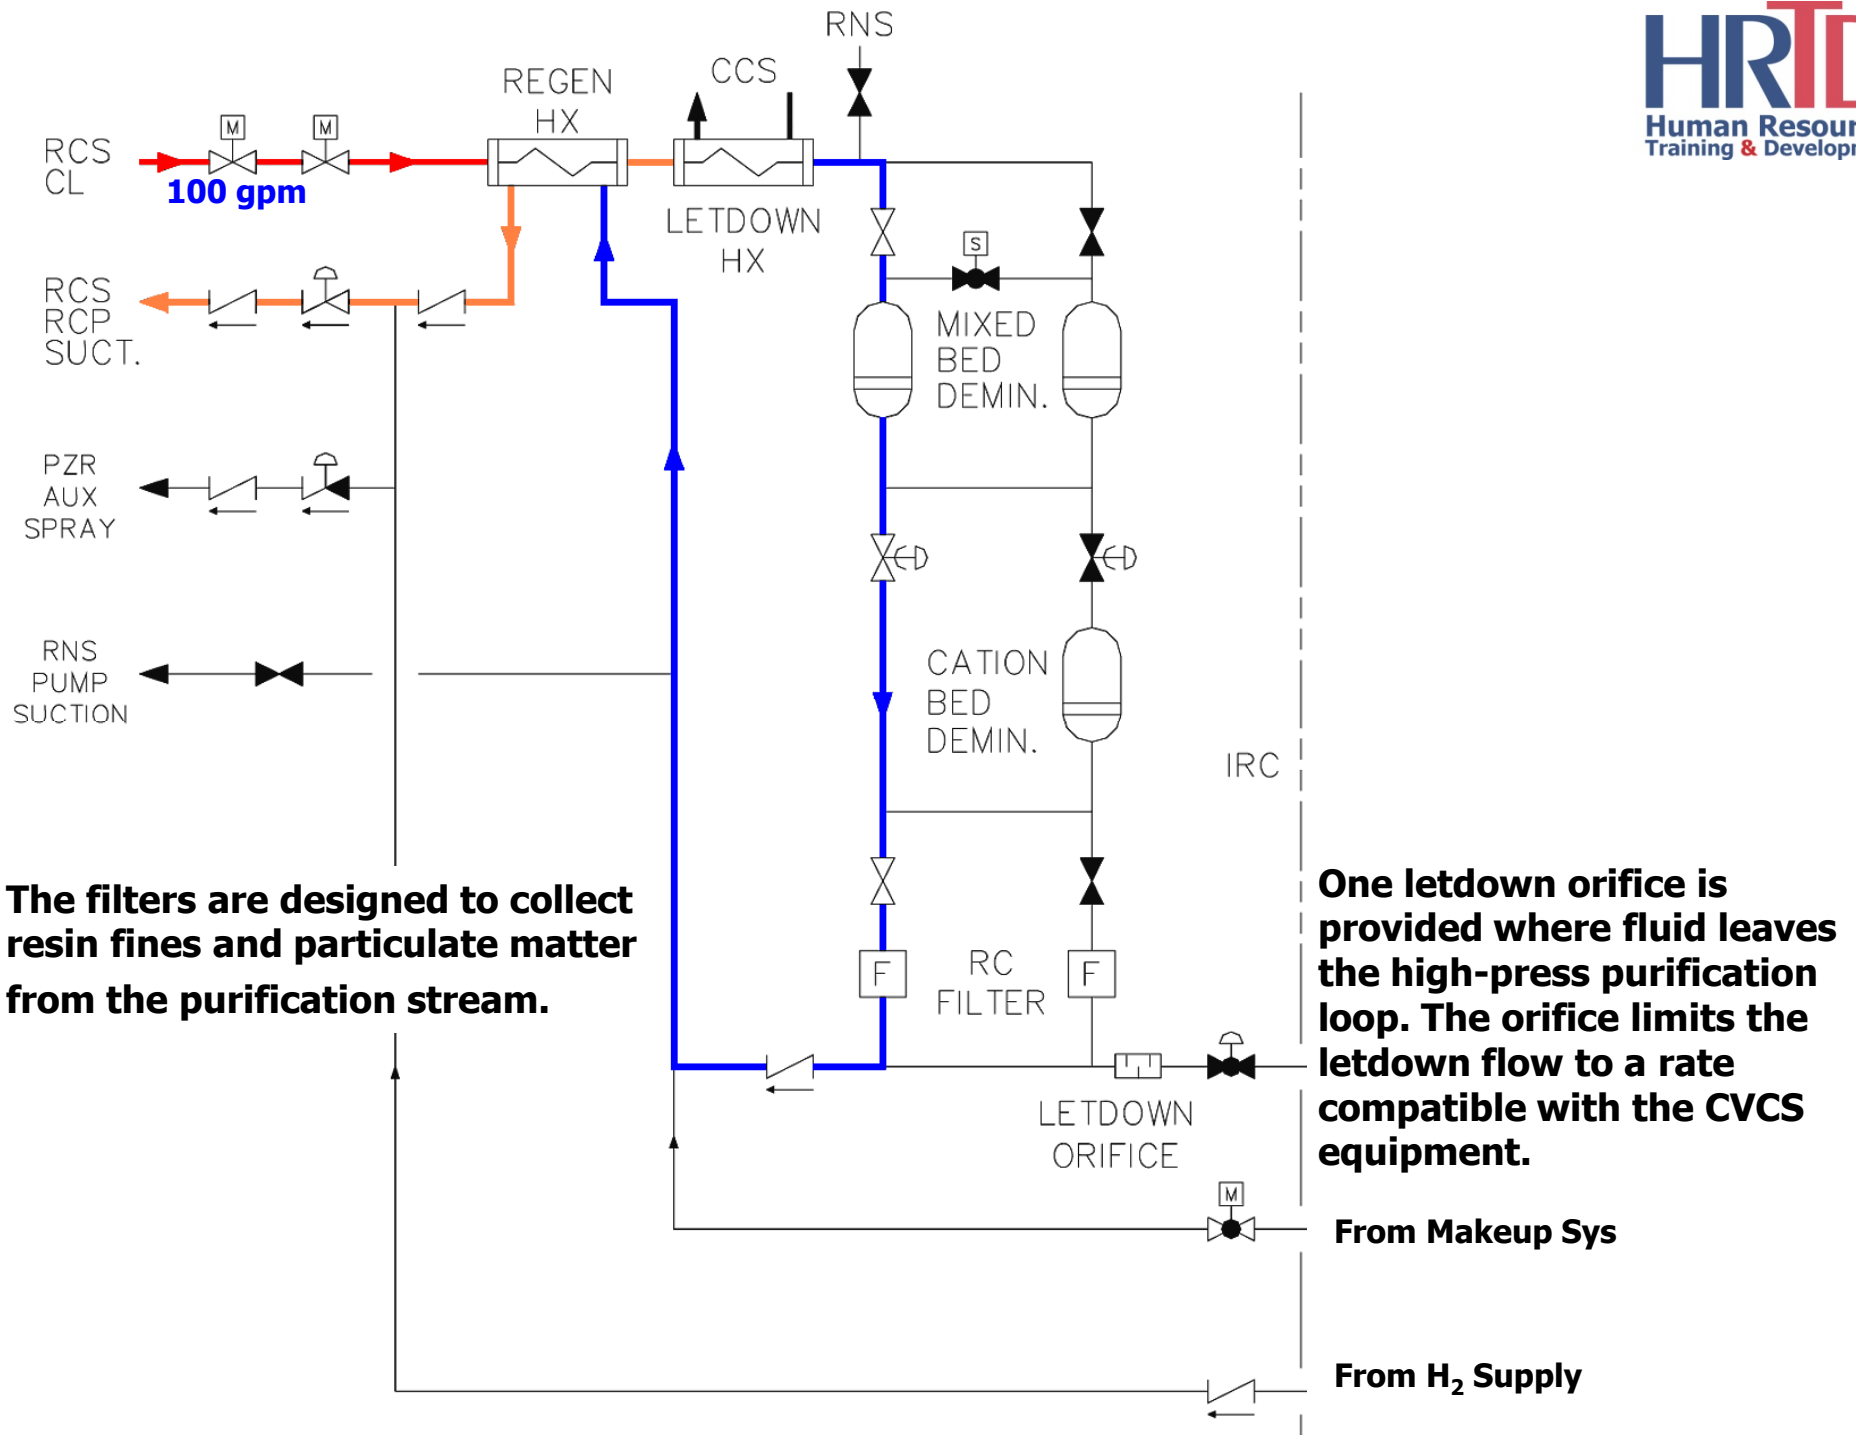 RNS
HRTD
Human Resour
Training & Developm
REGEN
HX
CCS
M
M
RCS
CL
100 gpm
LETDOWN
HX
S
RCS
RCP
SUCT.
MIXED
BED
DEMIN.
PZR
AUX
SPRAY
RNS
PUMP
SUCTION
CATION
BED
DEMIN.
IRC
The filters are designed to collect
resin fines and particulate matter
from the purification stream.
One letdown orifice is
provided where fluid leaves
the high-press purification
loop. The orifice limits the
letdown flow to a rate
compatible with the CVCS
equipment.
F
RC
FILTER
F
LETDOWN
ORIFICE
M
From Makeup Sys
From H₂ Supply